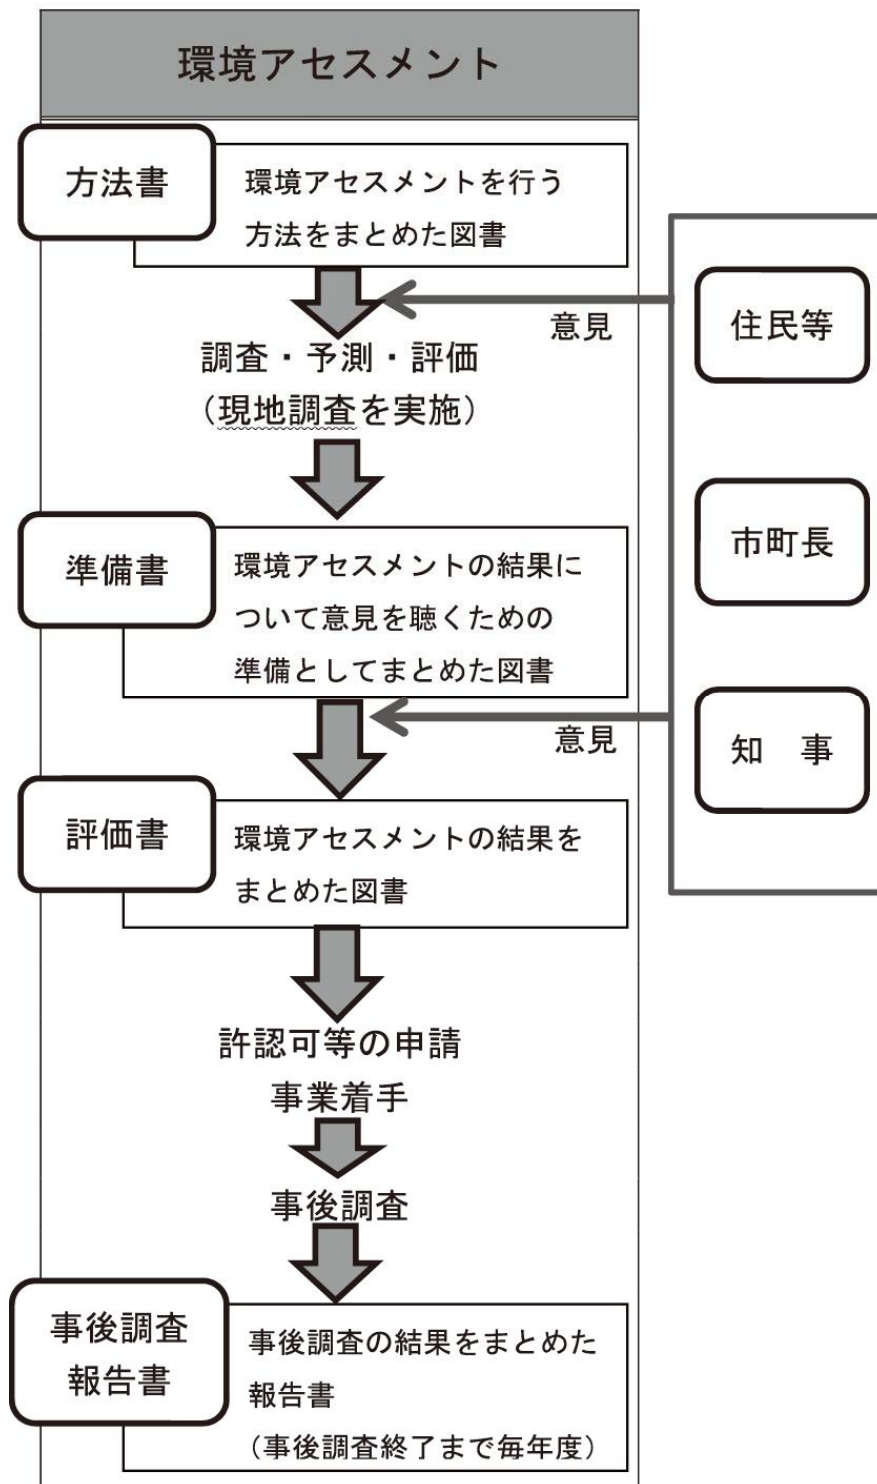 環境アセスメント
方法書
環境アセスメントを行う
方法をまとめた図書
意見
住民等
調査・予測・評価
（現地調査を実施）
市町長
準備書
環境アセスメントの結果に
ついて意見を聴くための
準備としてまとめた図書
意見
知　事
評価書
環境アセスメントの結果を
まとめた図書
許認可等の申請
事業着手
事後調査
事後調査
報告書
事後調査の結果をまとめた
報告書
（事後調査終了まで毎年度）